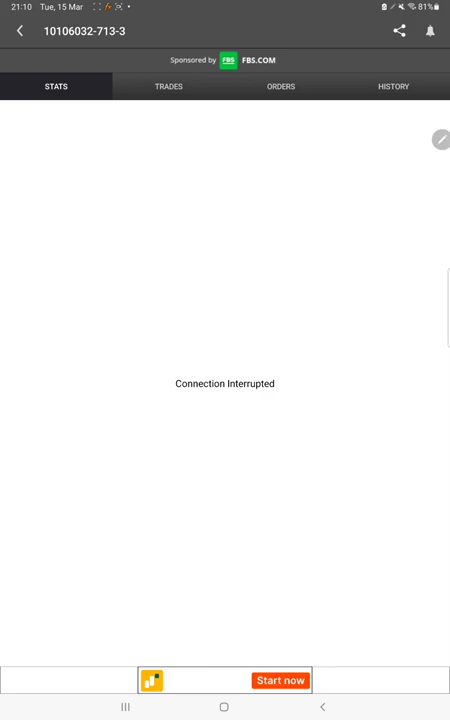 21:10 Tue, 15 Mar 81%
10106032-713-3
Sponsored by FBS FBS.COM
STATS TRADES ORDERS HISTORY
Connection Interrupted
Start now